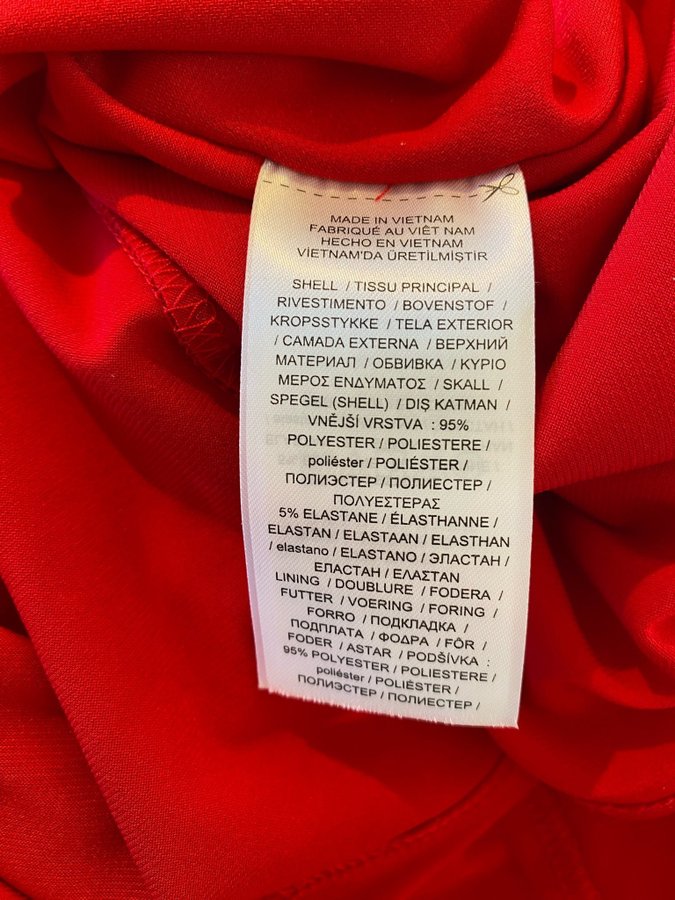 MADE IN VIETNAM
FABRIQUÉ AU VIÊT NAM
HECHO EN VIETNAM
VİETNAM'DA ÜRETİLMİŞTİR
SHELL / TISSU PRINCIPAL /
RIVESTIMENTO / BOVENSTOF /
KROPSSTYKKE / TELA EXTERIOR
/ CAMADA EXTERNA / ВЕРХНИЙ
МАТЕРИАЛ / ОБВИВКА / ΚΥΡΙΟ
ΜΕΡΟΣ ΕΝΔΥΜΑΤΟΣ / SKALL /
SPEGEL (SHELL) / DIŞ KATMAN /
VNĚJŠÍ VRSTVA : 95%
POLYESTER / POLIESTERE /
poliéster / POLIÉSTER /
ПОЛИЭСТЕР / ПОЛИЕСТЕР /
ΠΟΛΥΕΣΤΕΡΑΣ
5% ELASTANE / ÉLASTHANNE /
ELASTAN / ELASTAAN / ELASTHAN
/ elastano / ELASTANO / ЭЛАСТАН /
ЕЛАСТАН / ΕΛΑΣΤΑΝ
LINING / DOUBLURE / FODERA /
FUTTER / VOERING / FORING /
FORRO / ПОДКЛАДКА /
ПОДПЛАТА / ΦΟΔΡΑ / FÔR /
FODER / ASTAR / PODŠÍVKA :
95% POLYESTER / POLIESTERE /
poliéster / POLIÉSTER /
ПОЛИЭСТЕР / ПОЛИЕСТЕР /